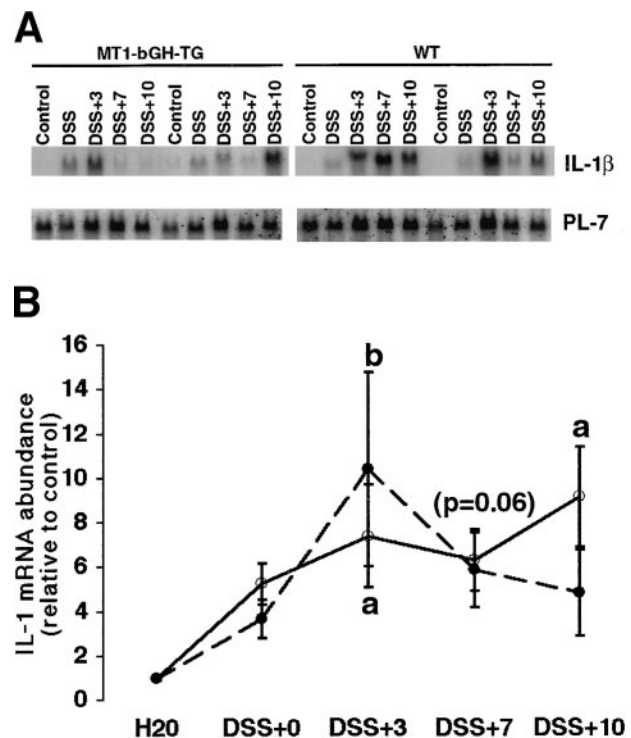 A
MT1-bGH-TG WT
Control DSS DSS+3 DSS+7 DSS+10 Control DSS DSS+3 DSS+7 DSS+10 Control DSS DSS+3 DSS+7 DSS+10 Control DSS DSS+3 DSS+7 DSS+10
IL-1β
PL-7
B
IL-1 mRNA abundance
(relative to control)
16
14
12
10
8
6
4
2
0
b
a
(p=0.06)
a
H20 DSS+0 DSS+3 DSS+7 DSS+10